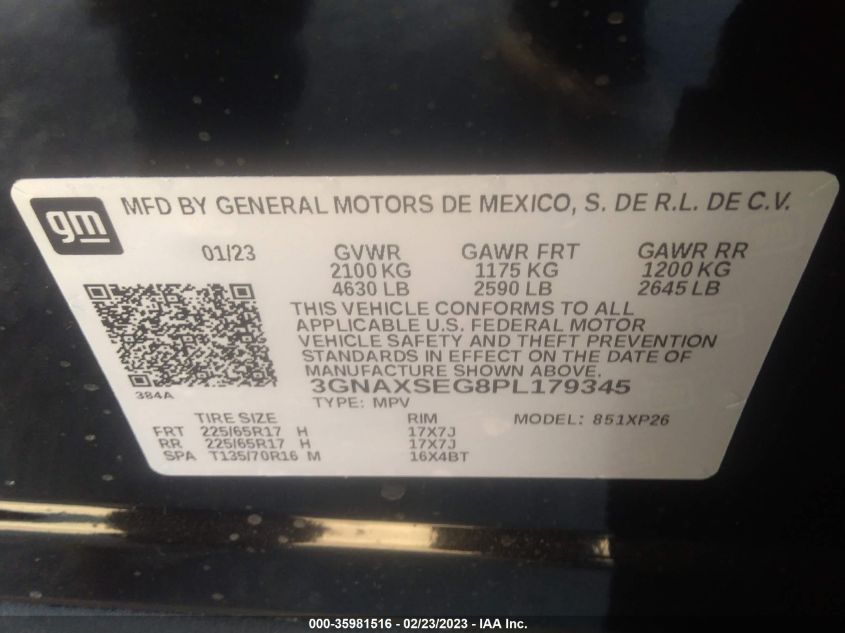 gm
MFD BY GENERAL MOTORS DE MEXICO, S. DE R.L. DE C.V.
01/23 GVWR GAWR FRT GAWR RR
2100 KG 1175 KG 1200 KG
4630 LB 2590 LB 2645 LB
THIS VEHICLE CONFORMS TO ALL
APPLICABLE U.S. FEDERAL MOTOR
VEHICLE SAFETY AND THEFT PREVENTION
STANDARDS IN EFFECT ON THE DATE OF
MANUFACTURE SHOWN ABOVE.
3GNAXSEG8PL179345
384A
TYPE: MPV
TIRE SIZE RIM MODEL: 851XP26
FRT 225/65R17 H 17X7J
RR 225/65R17 H 17X7J
SPA T135/70R16 M 16X4BT
000-35981516 - 02/23/2023 - IAA Inc.